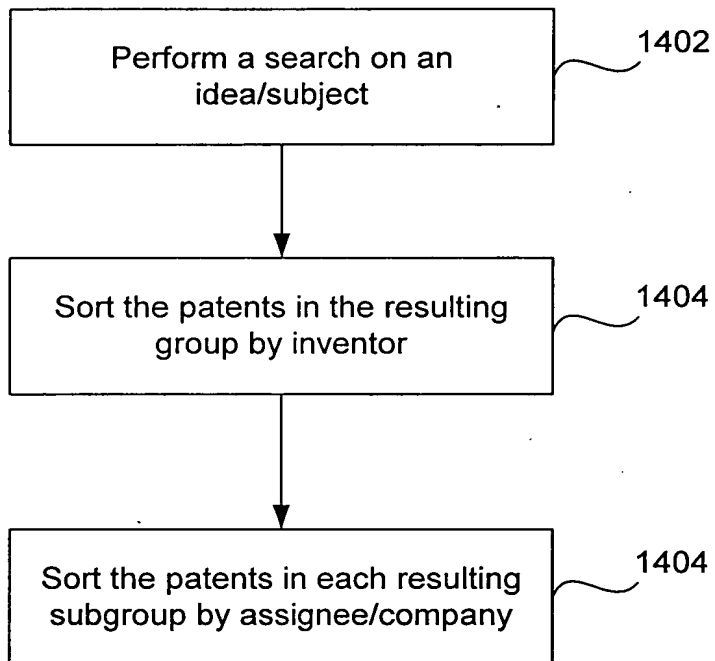 Perform a search on an
idea/subject
1402
Sort the patents in the resulting
group by inventor
1404
Sort the patents in each resulting
subgroup by assignee/company
1404